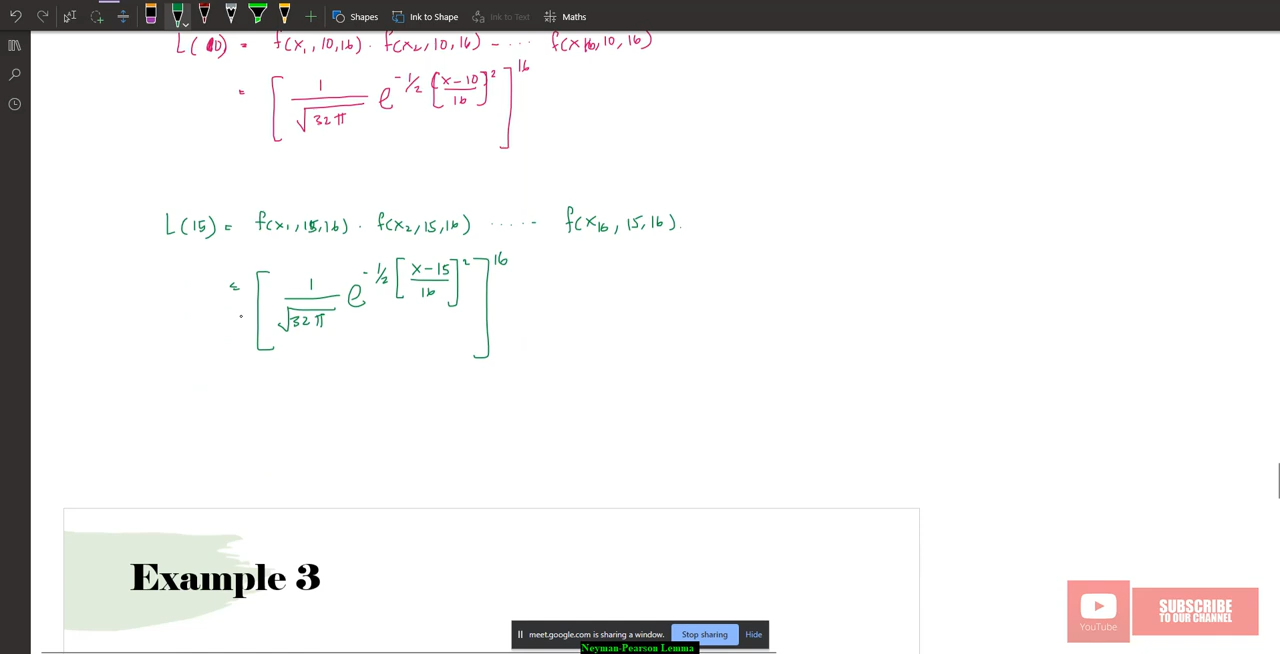 Shapes Ink to Shape Ink to Text Maths
L(10) = f(x₁, 10, 16) · f(x₂, 10, 16) - ··· f(x₁₆, 10, 16)
= [ 1/√32π e^{-1/2 [x-10/16]²} ]^{16}
L(15) = f(x₁, 15, 16) · f(x₂, 15, 16) ····· f(x₁₆, 15, 16).
= [ 1/√32π e^{-1/2 [x-15/16]²} ]^{16}
Example 3
SUBSCRIBE
TO OUR CHANNEL
YouTube
meet.google.com is sharing a window. Stop sharing Hide
Neyman-Pearson Lemma